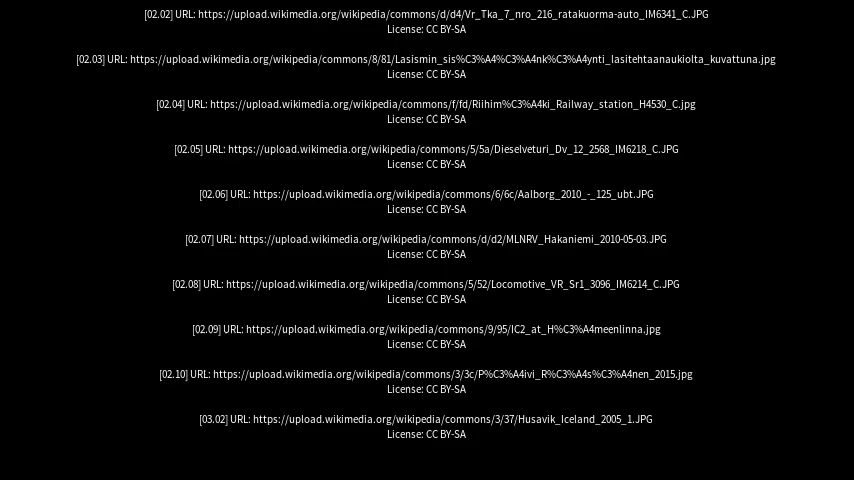 [02.02] URL: https://upload.wikimedia.org/wikipedia/commons/d/d4/Vr_Tka_7_nro_216_ratakuorma-auto_IM6341_C.JPG
License: CC BY-SA
[02.03] URL: https://upload.wikimedia.org/wikipedia/commons/8/81/Lasismin_sis%C3%A4%C3%A4nk%C3%A4ynti_lasitehtaanaukiolta_kuvattuna.jpg
License: CC BY-SA
[02.04] URL: https://upload.wikimedia.org/wikipedia/commons/f/fd/Riihim%C3%A4ki_Railway_station_H4530_C.jpg
License: CC BY-SA
[02.05] URL: https://upload.wikimedia.org/wikipedia/commons/5/5a/Dieselveturi_Dv_12_2568_IM6218_C.JPG
License: CC BY-SA
[02.06] URL: https://upload.wikimedia.org/wikipedia/commons/6/6c/Aalborg_2010_-_125_ubt.JPG
License: CC BY-SA
[02.07] URL: https://upload.wikimedia.org/wikipedia/commons/d/d2/MLNRV_Hakaniemi_2010-05-03.JPG
License: CC BY-SA
[02.08] URL: https://upload.wikimedia.org/wikipedia/commons/5/52/Locomotive_VR_Sr1_3096_IM6214_C.JPG
License: CC BY-SA
[02.09] URL: https://upload.wikimedia.org/wikipedia/commons/9/95/IC2_at_H%C3%A4meenlinna.jpg
License: CC BY-SA
[02.10] URL: https://upload.wikimedia.org/wikipedia/commons/3/3c/P%C3%A4ivi_R%C3%A4s%C3%A4nen_2015.jpg
License: CC BY-SA
[03.02] URL: https://upload.wikimedia.org/wikipedia/commons/3/37/Husavik_Iceland_2005_1.JPG
License: CC BY-SA